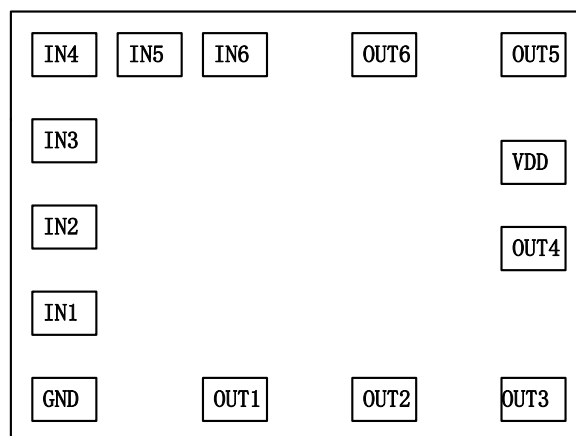 IN4 IN5 IN6 OUT6 OUT5
IN3
VDD
IN2
OUT4
IN1
GND OUT1 OUT2 OUT3